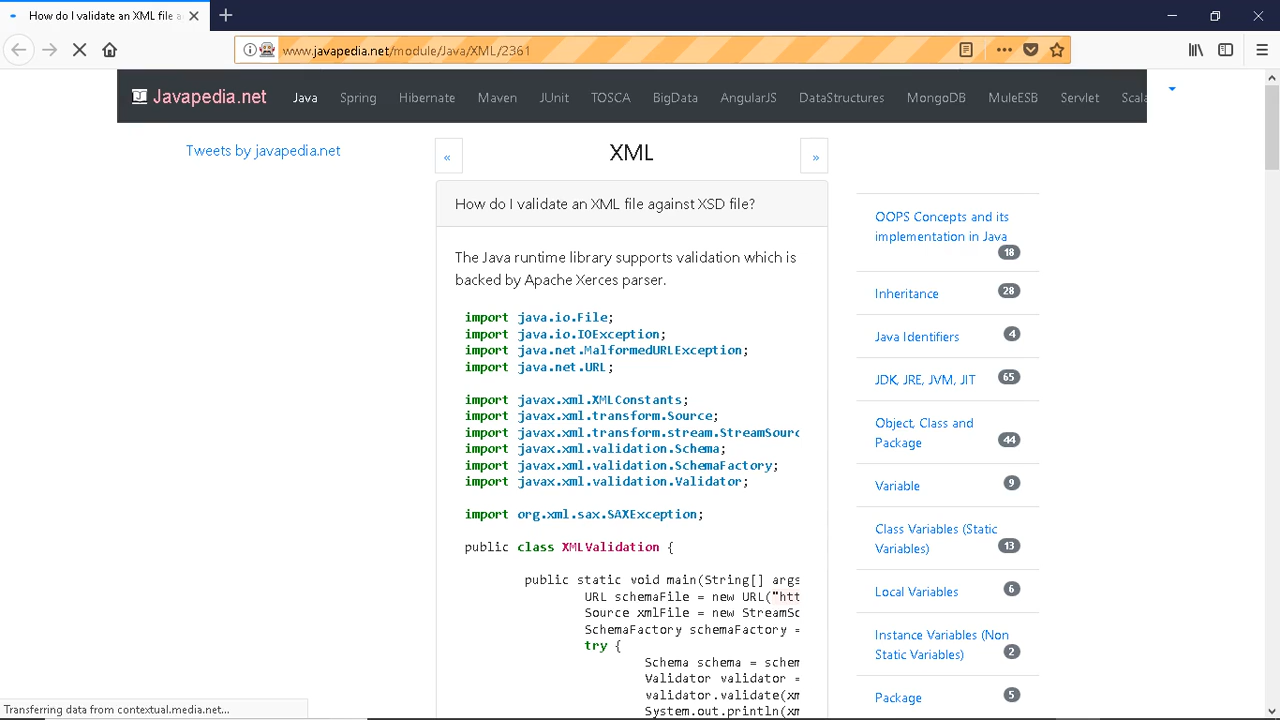 How do I validate an XML file a
www.javapedia.net/module/Java/XML/2361
Javapedia.net Java Spring Hibernate Maven JUnit TOSCA BigData AngularJS DataStructures MongoDB MuleESB Servlet Scala
Tweets by javapedia.net
« XML »
How do I validate an XML file against XSD file?
The Java runtime library supports validation which is
backed by Apache Xerces parser.
import java.io.File;
import java.io.IOException;
import java.net.MalformedURLException;
import java.net.URL;
import javax.xml.XMLConstants;
import javax.xml.transform.Source;
import javax.xml.transform.stream.StreamSourc
import javax.xml.validation.Schema;
import javax.xml.validation.SchemaFactory;
import javax.xml.validation.Validator;
import org.xml.sax.SAXException;
public class XMLValidation {
public static void main(String[] args
URL schemaFile = new URL("htt
Source xmlFile = new StreamSo
SchemaFactory schemaFactory =
try {
Schema schema = schem
Validator validator =
validator.validate(xm
System.out.println(xm
OOPS Concepts and its
implementation in Java
18
Inheritance 28
Java Identifiers 4
JDK, JRE, JVM, JIT 65
Object, Class and
Package 44
Variable 9
Class Variables (Static
Variables) 13
Local Variables 6
Instance Variables (Non
Static Variables) 2
Package 5
Transferring data from contextual.media.net...